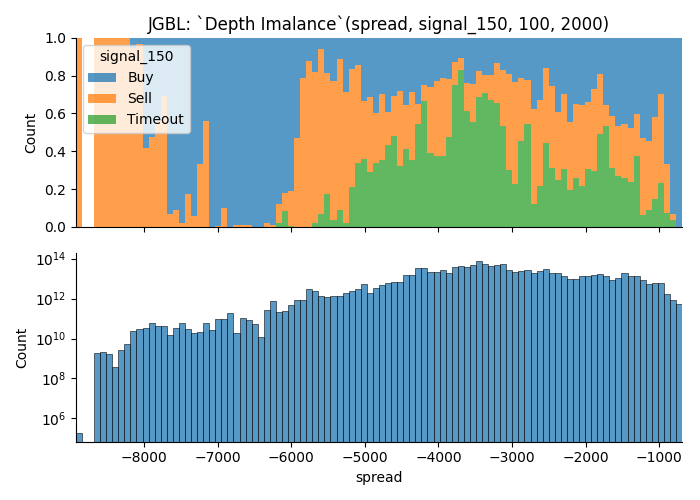 JGBL: `Depth Imalance`(spread, signal_150, 100, 2000)
1.0
0.8
0.6
0.4
0.2
0.0
Count
signal_150
Buy
Sell
Timeout
10^14
10^12
10^10
10^8
10^6
Count
−8000 −7000 −6000 −5000 −4000 −3000 −2000 −1000
spread